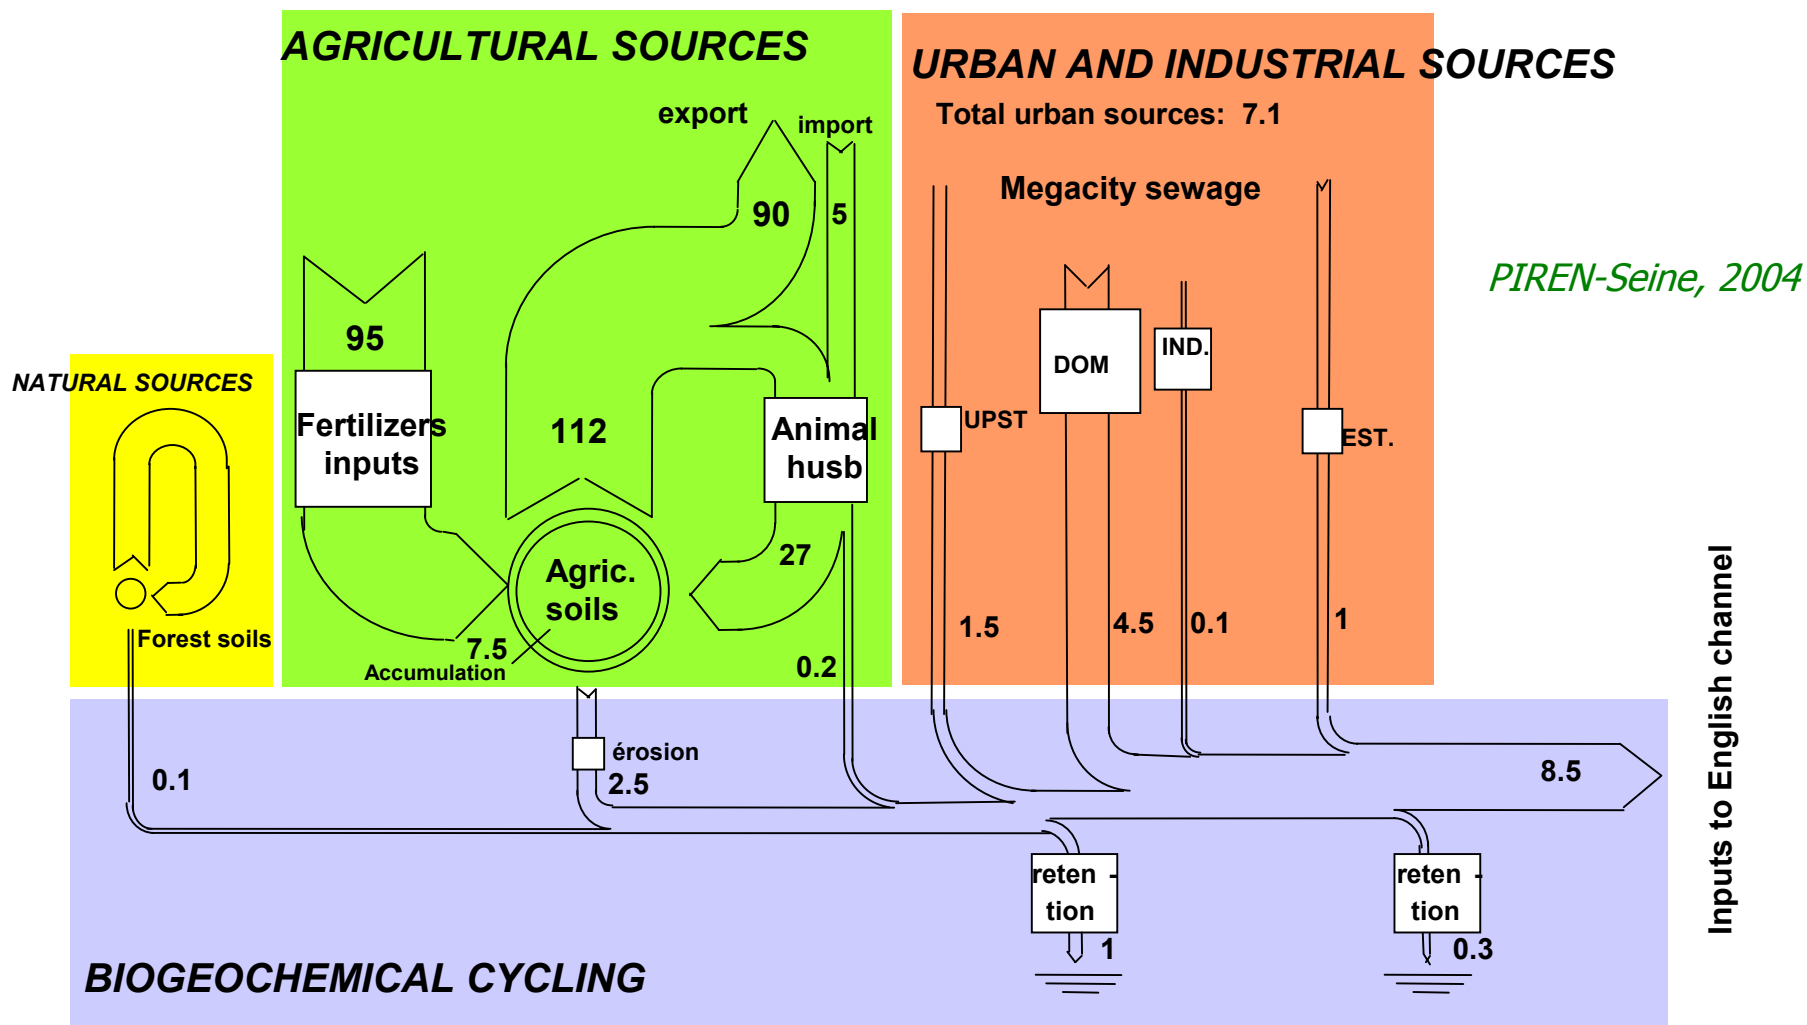 AGRICULTURAL SOURCES
URBAN AND INDUSTRIAL SOURCES
export
import
Total urban sources: 7.1
Megacity sewage
90
5
PIREN-Seine, 2004
95
NATURAL SOURCES
Fertilizers
inputs
112
Animal
husb
DOM
IND.
UPST
EST.
Agric.
soils
27
Forest soils
7.5
Accumulation
0.2
1.5
4.5
0.1
1
Inputs to English channel
0.1
érosion
2.5
8.5
reten -
tion
1
reten -
tion
0.3
BIOGEOCHEMICAL CYCLING